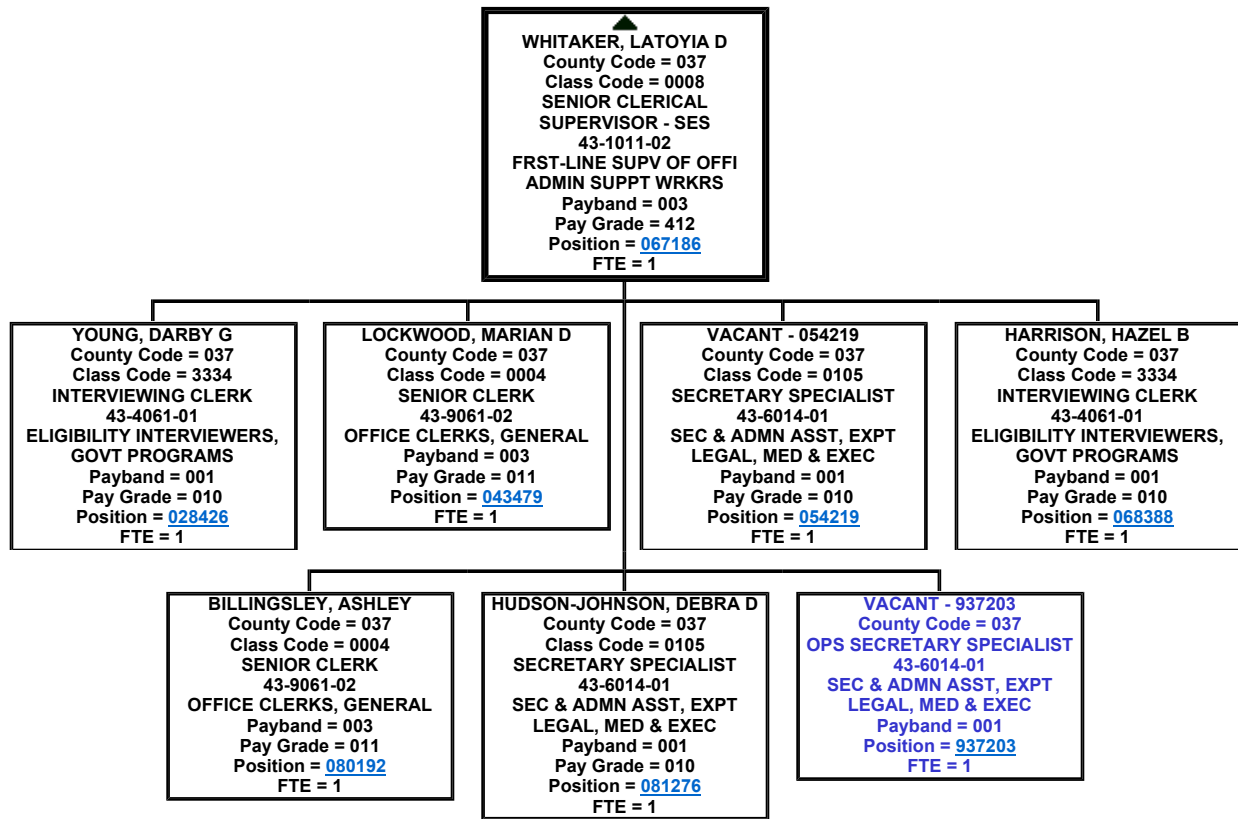 WHITAKER, LATOYIA D
County Code = 037
Class Code = 0008
SENIOR CLERICAL
SUPERVISOR - SES
43-1011-02
FRST-LINE SUPV OF OFFI
ADMIN SUPPT WRKRS
Payband = 003
Pay Grade = 412
Position = 067186
FTE = 1
YOUNG, DARBY G
County Code = 037
Class Code = 3334
INTERVIEWING CLERK
43-4061-01
ELIGIBILITY INTERVIEWERS,
GOVT PROGRAMS
Payband = 001
Pay Grade = 010
Position = 028426
FTE = 1
LOCKWOOD, MARIAN D
County Code = 037
Class Code = 0004
SENIOR CLERK
43-9061-02
OFFICE CLERKS, GENERAL
Payband = 003
Pay Grade = 011
Position = 043479
FTE = 1
VACANT - 054219
County Code = 037
Class Code = 0105
SECRETARY SPECIALIST
43-6014-01
SEC & ADMN ASST, EXPT
LEGAL, MED & EXEC
Payband = 001
Pay Grade = 010
Position = 054219
FTE = 1
HARRISON, HAZEL B
County Code = 037
Class Code = 3334
INTERVIEWING CLERK
43-4061-01
ELIGIBILITY INTERVIEWERS,
GOVT PROGRAMS
Payband = 001
Pay Grade = 010
Position = 068388
FTE = 1
BILLINGSLEY, ASHLEY
County Code = 037
Class Code = 0004
SENIOR CLERK
43-9061-02
OFFICE CLERKS, GENERAL
Payband = 003
Pay Grade = 011
Position = 080192
FTE = 1
HUDSON-JOHNSON, DEBRA D
County Code = 037
Class Code = 0105
SECRETARY SPECIALIST
43-6014-01
SEC & ADMN ASST, EXPT
LEGAL, MED & EXEC
Payband = 001
Pay Grade = 010
Position = 081276
FTE = 1
VACANT - 937203
County Code = 037
OPS SECRETARY SPECIALIST
43-6014-01
SEC & ADMN ASST, EXPT
LEGAL, MED & EXEC
Payband = 001
Position = 937203
FTE = 1